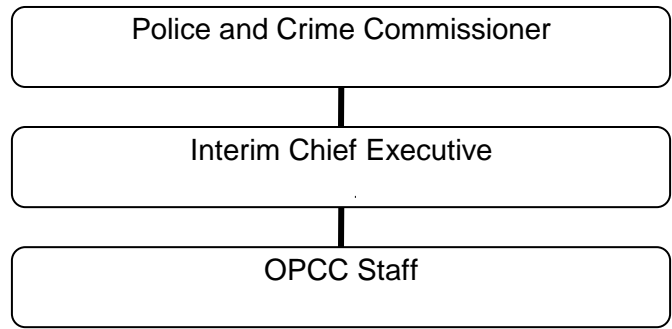 Police and Crime Commissioner
Interim Chief Executive
.
OPCC Staff